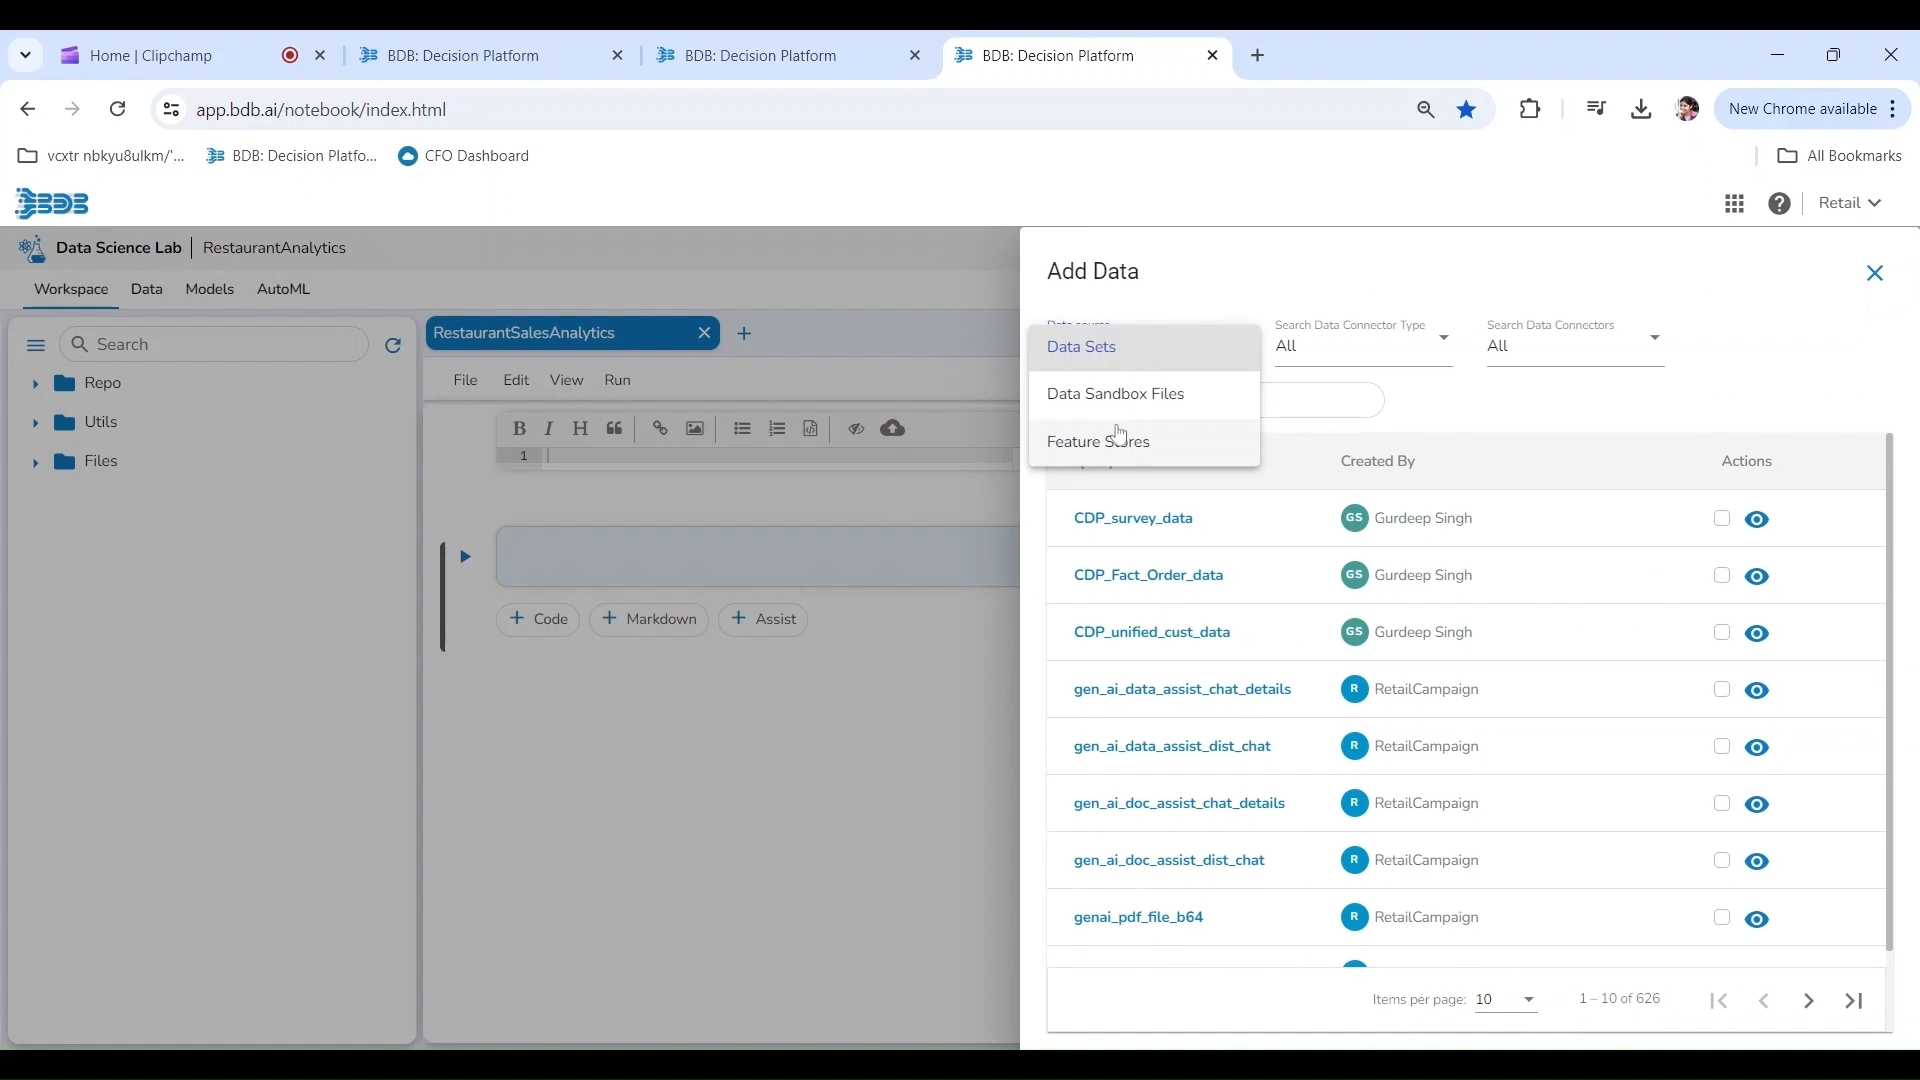 Home | Clipchamp
BDB: Decision Platform
BDB: Decision Platform
BDB: Decision Platform
app.bdb.ai/notebook/index.html
New Chrome available
vcxtr nbkyu8ulkm/'...
BDB: Decision Platfo...
CFO Dashboard
All Bookmarks
BDB
Retail
Data Science Lab
RestaurantAnalytics
Workspace
Data
Models
AutoML
Search
Repo
Utils
Files
RestaurantSalesAnalytics
File
Edit
View
Run
B
I
H
1
Code
Markdown
Assist
Add Data
Data Sets
Data Sandbox Files
Feature Stores
Search Data Connector Type
All
Search Data Connectors
All
Created By
Actions
CDP_survey_data
GS
Gurdeep Singh
CDP_Fact_Order_data
GS
Gurdeep Singh
CDP_unified_cust_data
GS
Gurdeep Singh
gen_ai_data_assist_chat_details
R
RetailCampaign
gen_ai_data_assist_dist_chat
R
RetailCampaign
gen_ai_doc_assist_chat_details
R
RetailCampaign
gen_ai_doc_assist_dist_chat
R
RetailCampaign
genai_pdf_file_b64
R
RetailCampaign
Items per page:
10
1 – 10 of 626